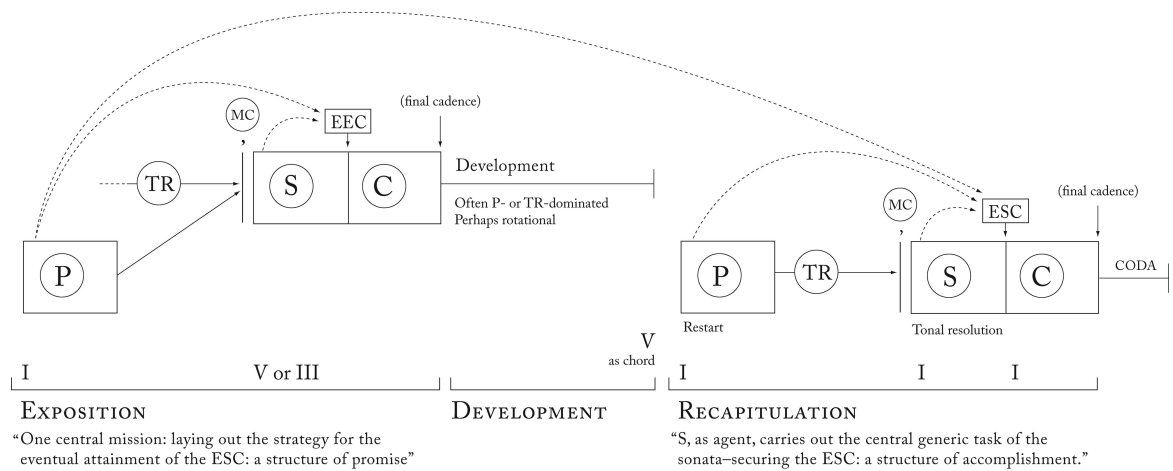 (final cadence)
MC
,
EEC
TR
S
C
Development
Often P- or TR-dominated
Perhaps rotational
P
(final cadence)
MC
,
ESC
P
TR
S
C
CODA
Restart
Tonal resolution
V
as chord
I
V or III
I
I
I
EXPOSITION
DEVELOPMENT
RECAPITULATION
“One central mission: laying out the strategy for the
eventual attainment of the ESC: a structure of promise”
“S, as agent, carries out the central generic task of the
sonata–securing the ESC: a structure of accomplishment.”